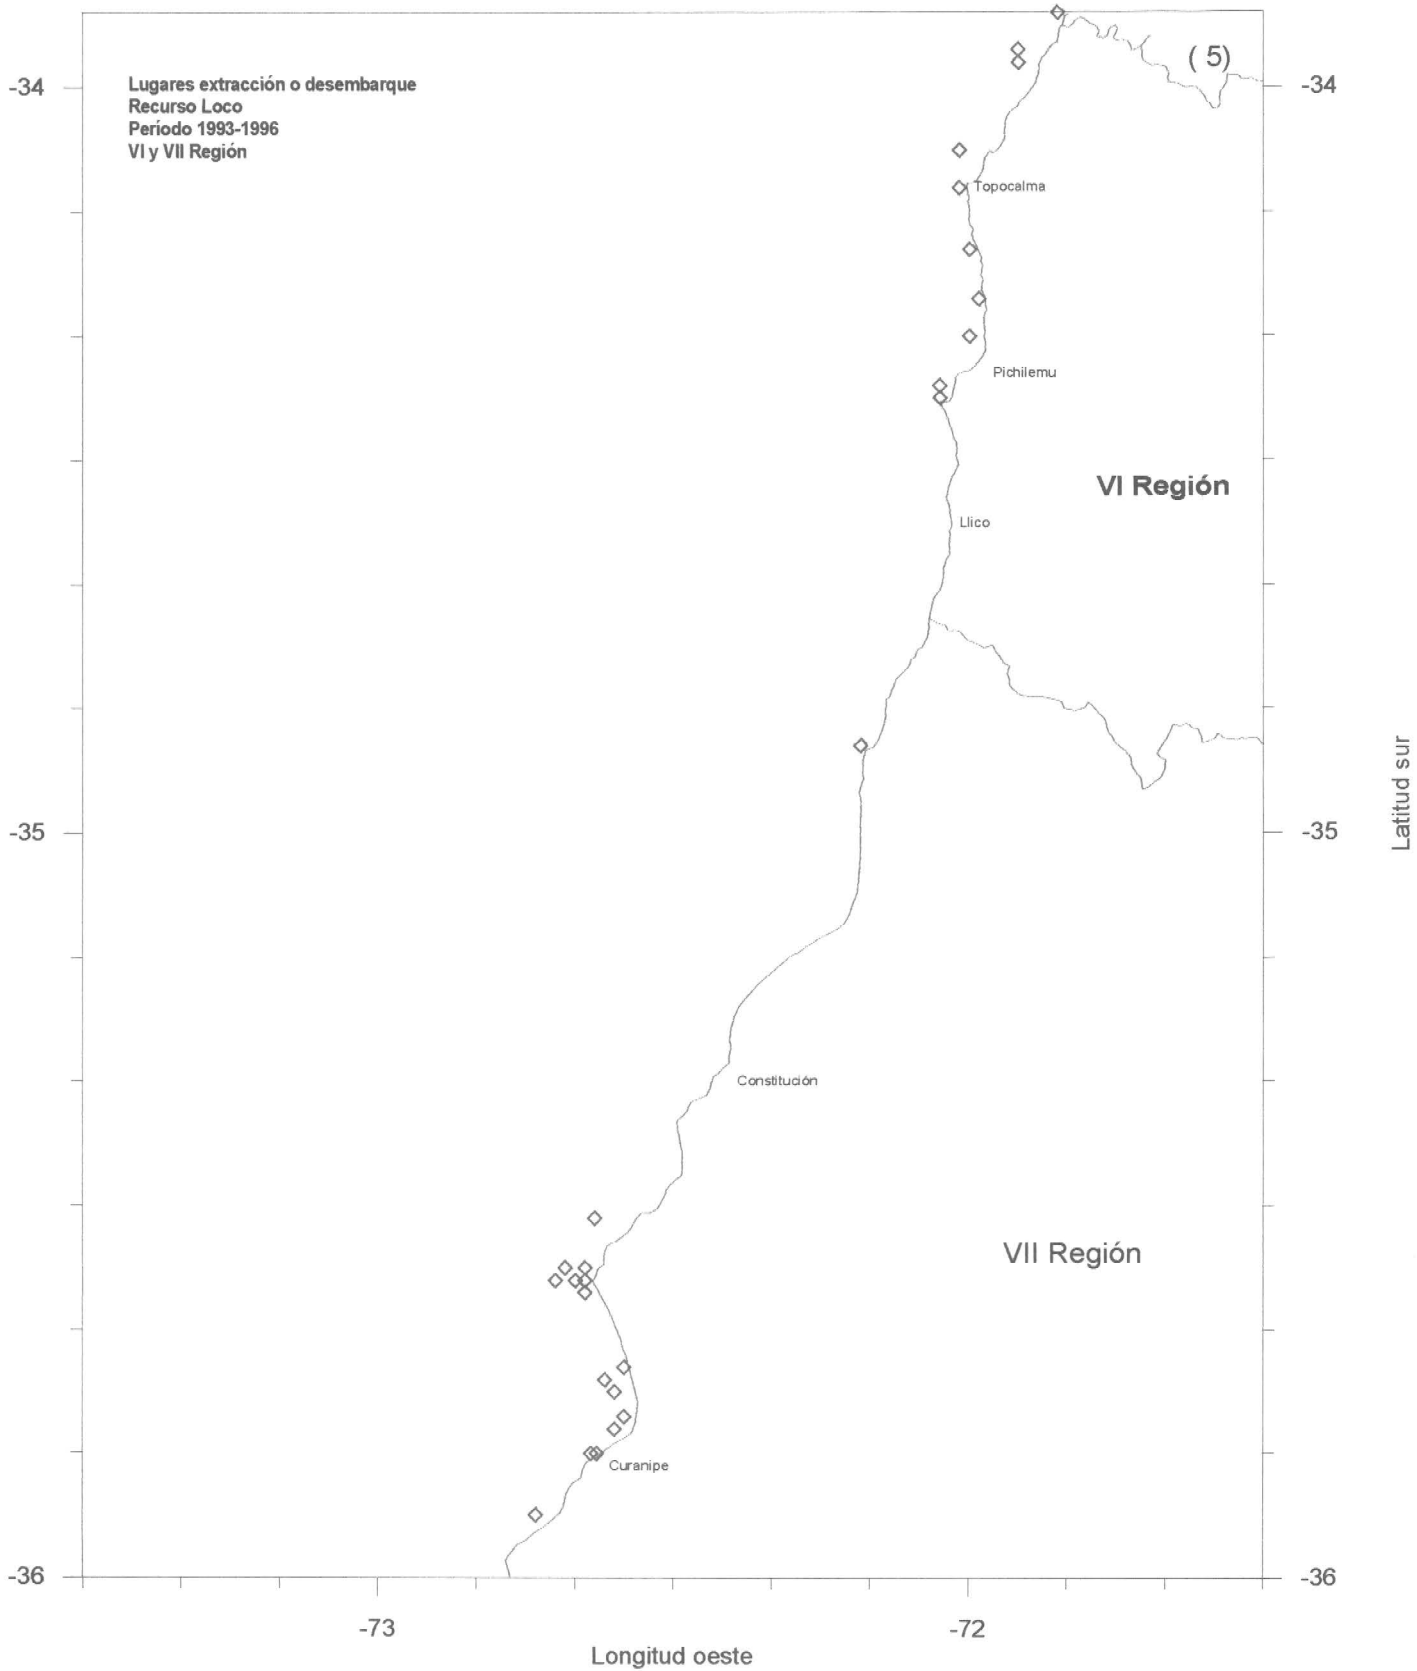 ( 5)
-34
-34
Lugares extracción o desembarque
Recurso Loco
Período 1993-1996
VI y VII Región
Topocalma
Pichilemu
VI Región
Llico
Latitud sur
-35
-35
Constitución
VII Región
Curanipe
-36
-36
-73
-72
Longitud oeste